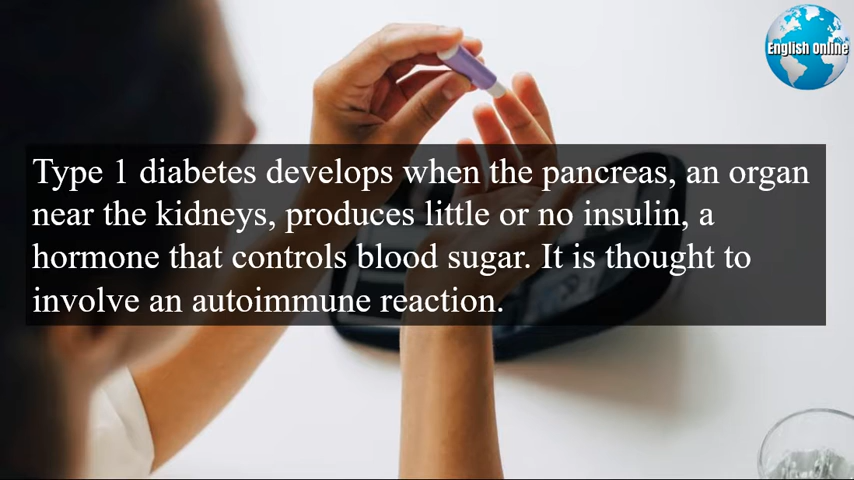 English Online
Type 1 diabetes develops when the pancreas, an organ
near the kidneys, produces little or no insulin, a
hormone that controls blood sugar. It is thought to
involve an autoimmune reaction.